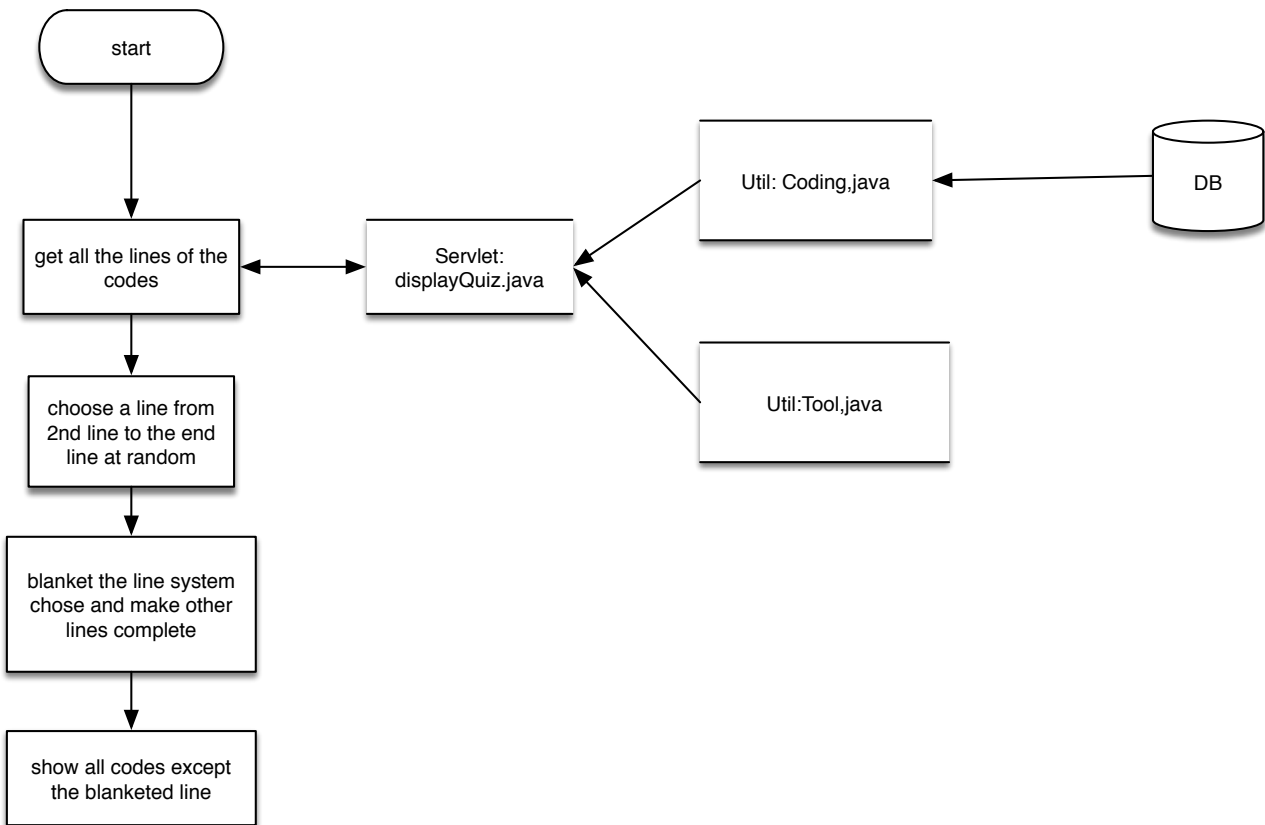 start
get all the lines of the
codes
Servlet:
displayQuiz.java
Util: Coding,java
DB
Util:Tool,java
choose a line from
2nd line to the end
line at random
blanket the line system
chose and make other
lines complete
show all codes except
the blanketed line